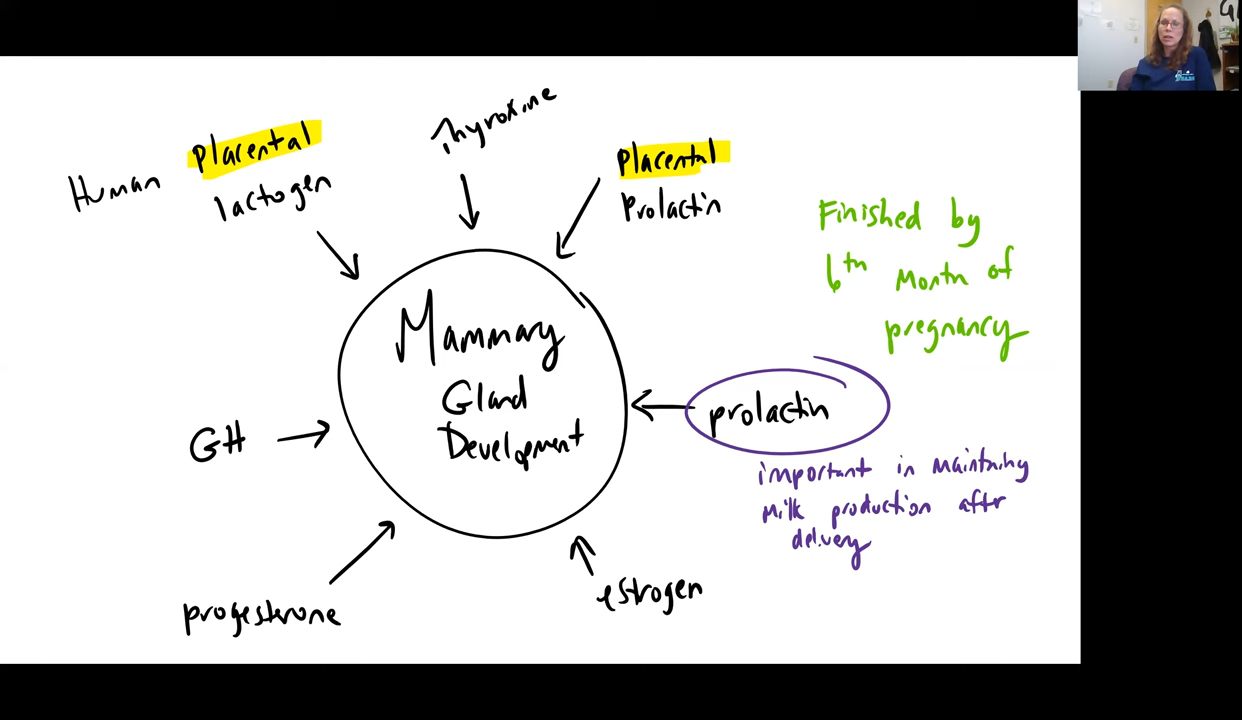 Human Placental
lactogen
Thyroxine
Placental
Prolactin
Finished by
6th Month of
pregnancy
Mammary
Gland
Development
GH
prolactin
important in maintaining
milk production after
delivery
progesterone
estrogen